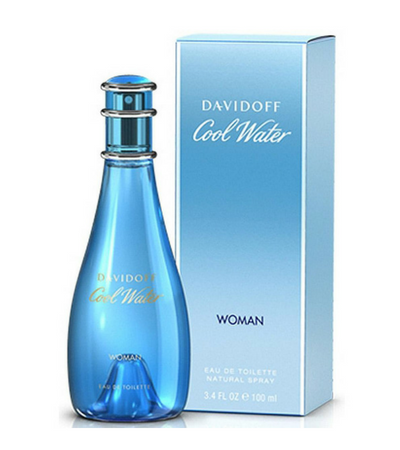 DAVIDOFF
Cool Water
WOMAN
EAU DE TOILETTE
NATURAL SPRAY
3.4 FL OZ ℮ 100 ml
DAVIDOFF
Cool Water
WOMAN
EAU DE TOILETTE